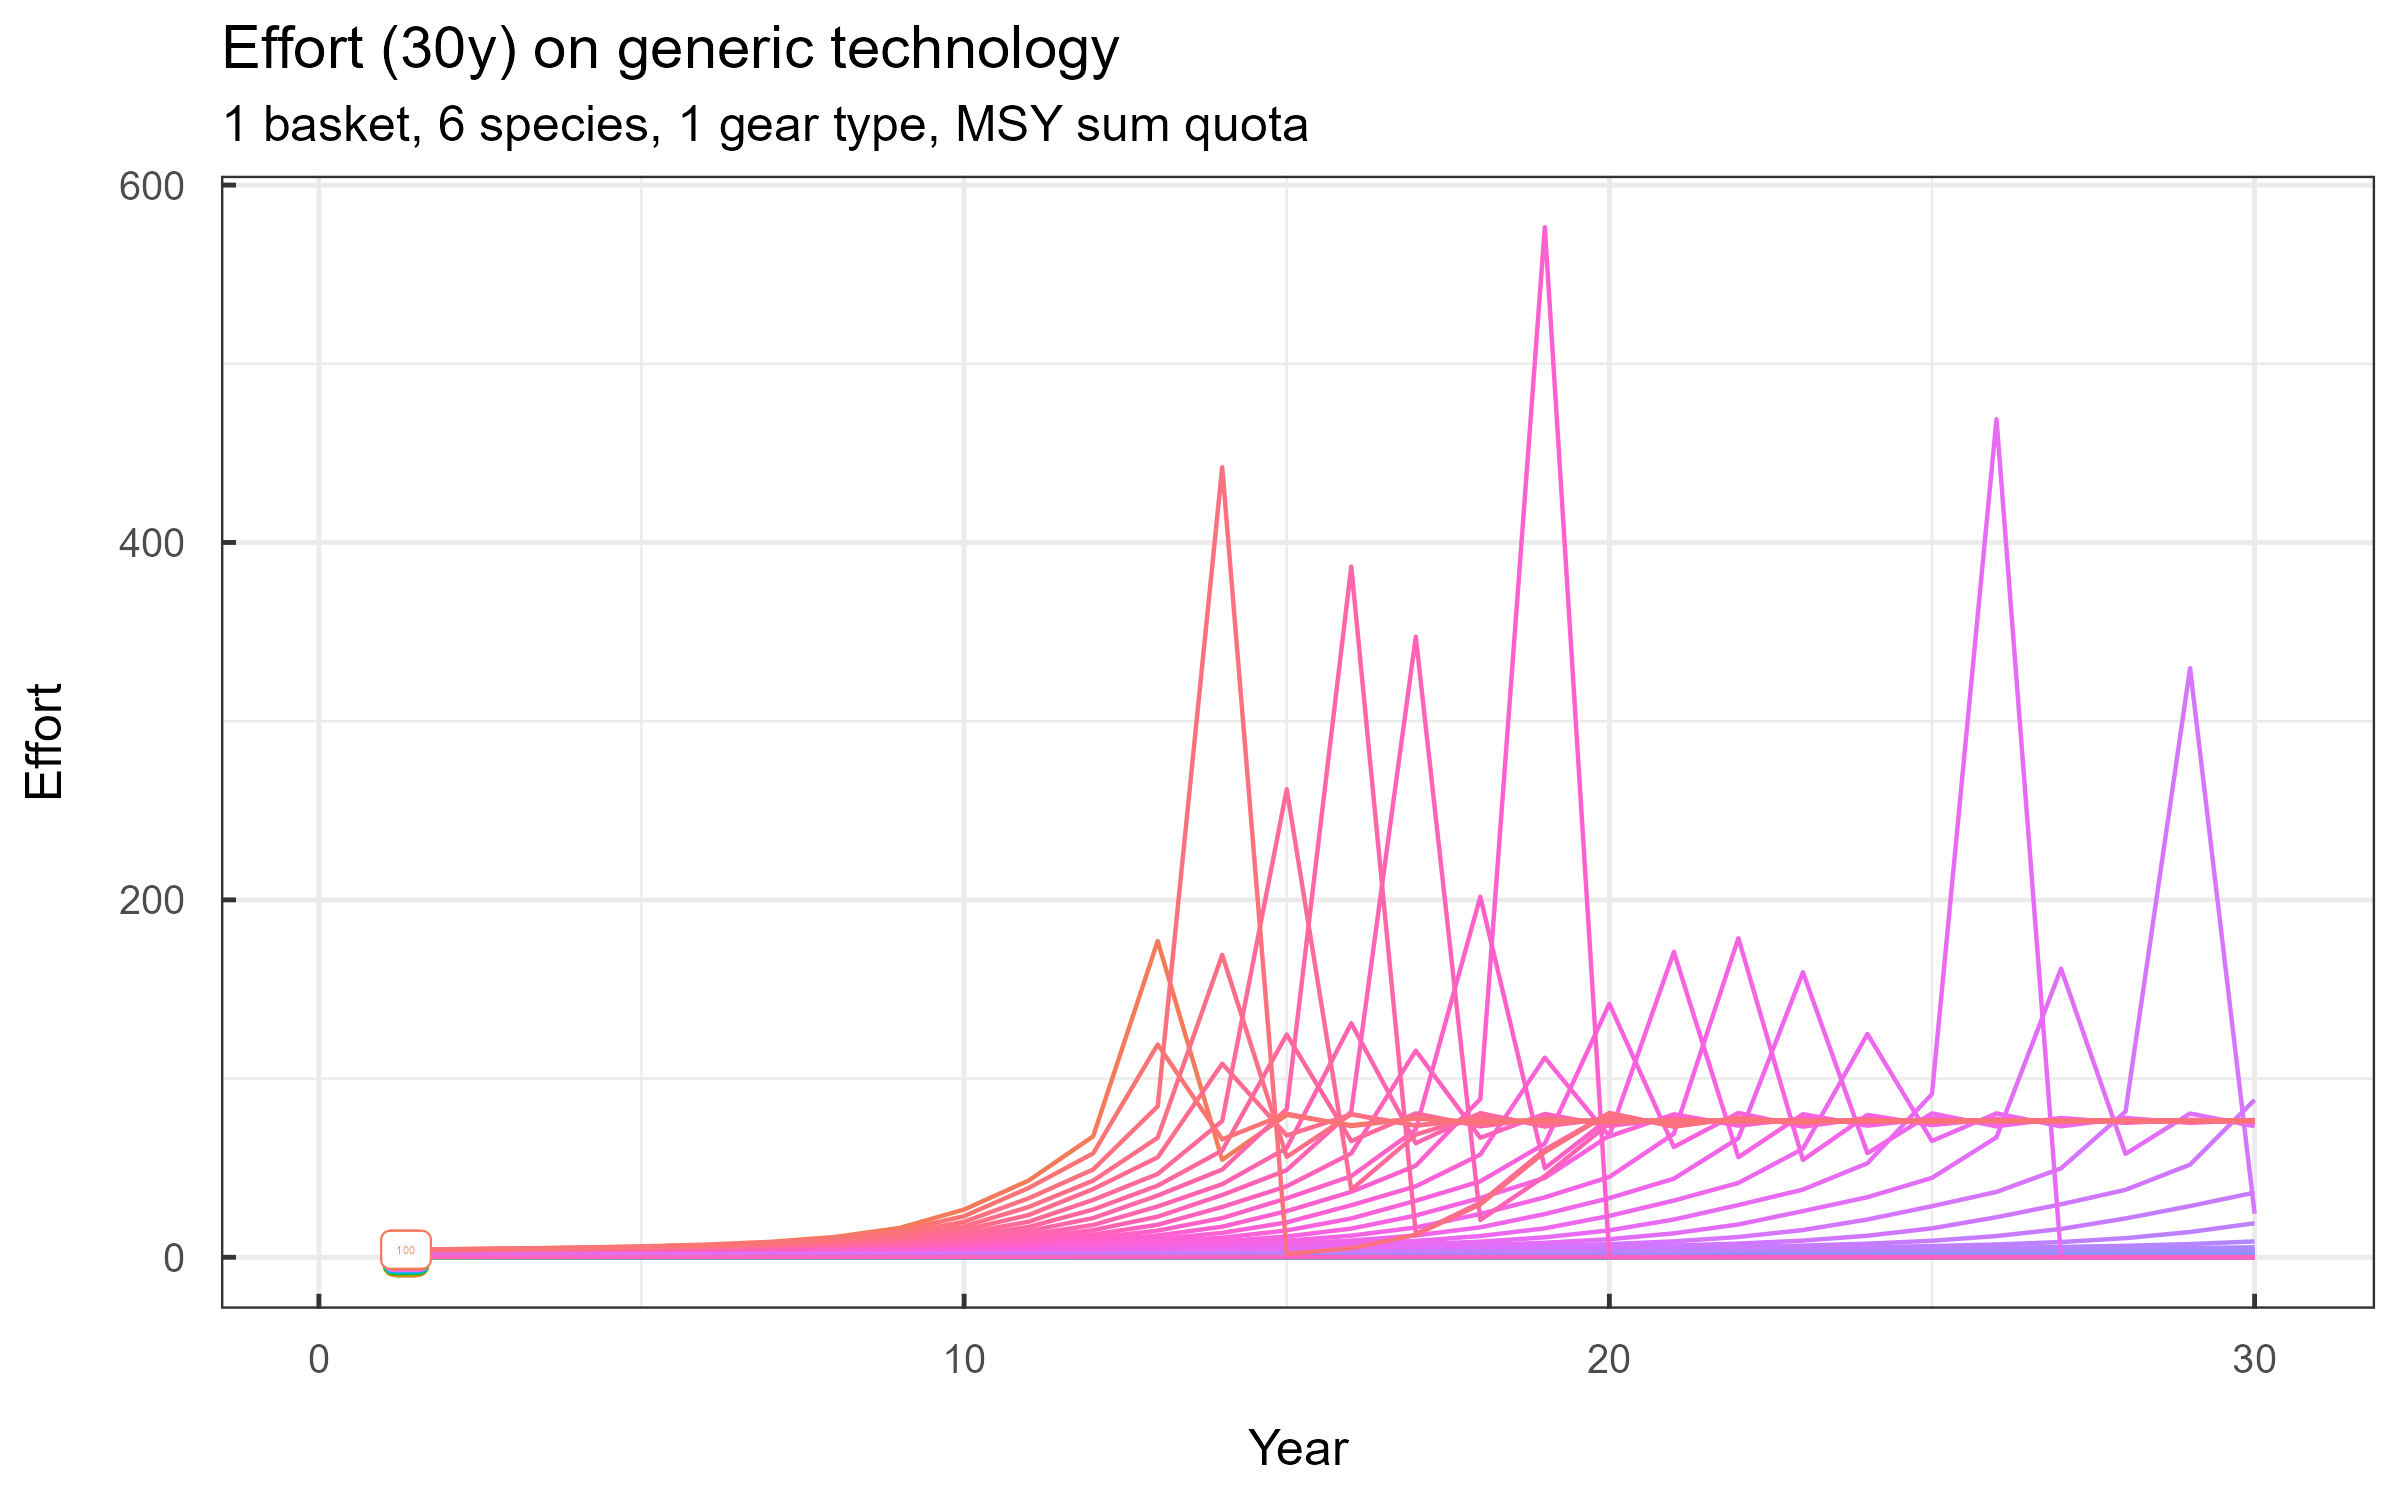 Effort (30y) on generic technology
1 basket, 6 species, 1 gear type, MSY sum quota
600
400
200
0
Effort
100
0 10 20 30
Year